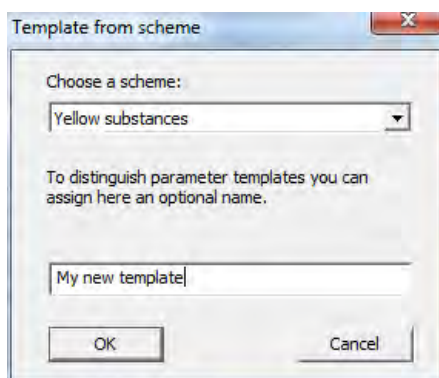 Template from scheme
Choose a scheme:
Yellow substances
To distinguish parameter templates you can
assign here an optional name.
My new template
OK
Cancel